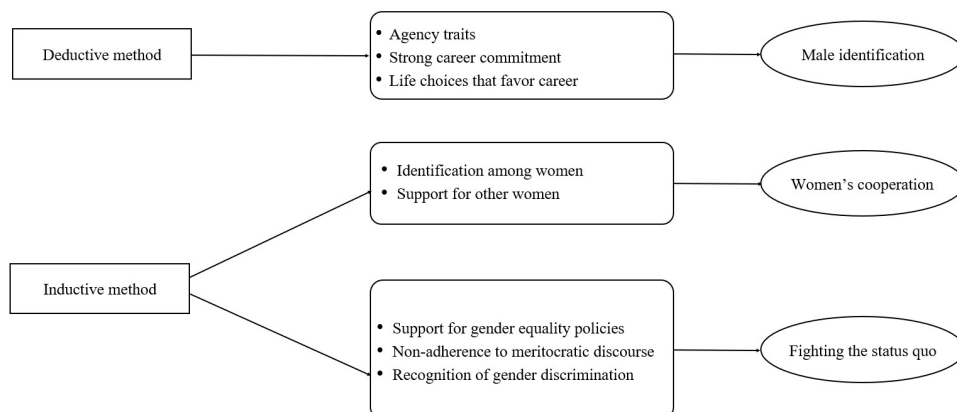 Deductive method
• Agency traits
• Strong career commitment
• Life choices that favor career
Male identification
• Identification among women
• Support for other women
Women's cooperation
Inductive method
• Support for gender equality policies
• Non-adherence to meritocratic discourse
• Recognition of gender discrimination
Fighting the status quo